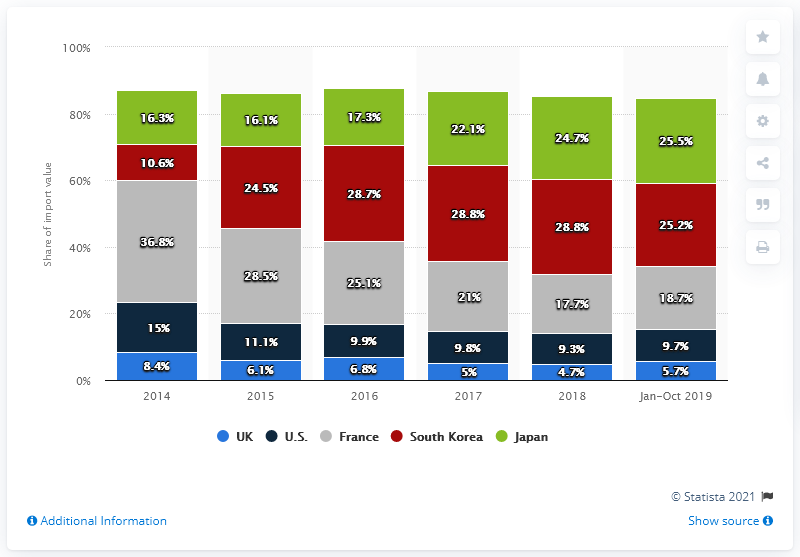 100%
80%
60%
40%
20%
0%
Share of import value
16.3% 16.1% 17.3% 22.1% 24.7% 25.5%
10.6% 24.5% 28.7% 28.8% 28.8% 25.2%
36.8% 28.5% 25.1% 21% 17.7% 18.7%
15% 11.1% 9.9% 9.8% 9.3% 9.7%
8.4% 6.1% 6.8% 5% 4.7% 5.7%
2014 2015 2016 2017 2018 Jan-Oct 2019
UK U.S. France South Korea Japan
© Statista 2021
Additional Information Show source